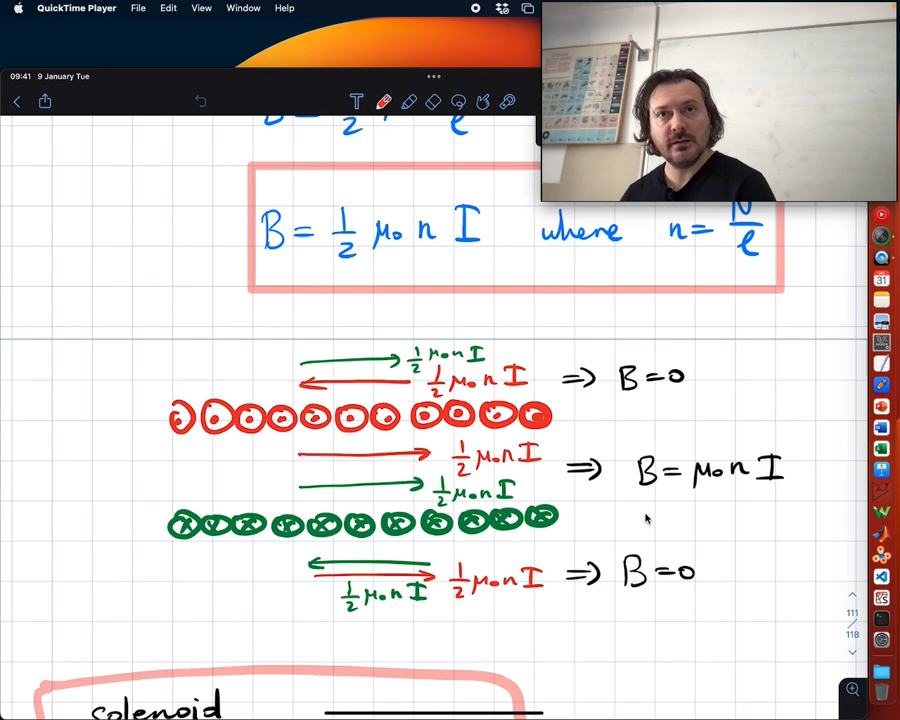 QuickTime Player File Edit View Window Help
09:41 9 January Tue
T
B = 1/2 μ₀ n I where n = N/ℓ
1/2 μ₀ n I
1/2 μ₀ n I ⇒ B=0
1/2 μ₀ n I
1/2 μ₀ n I
⇒ B = μ₀ n I
1/2 μ₀ n I
1/2 μ₀ n I
⇒ B=0
31
111
/
118
solenoid